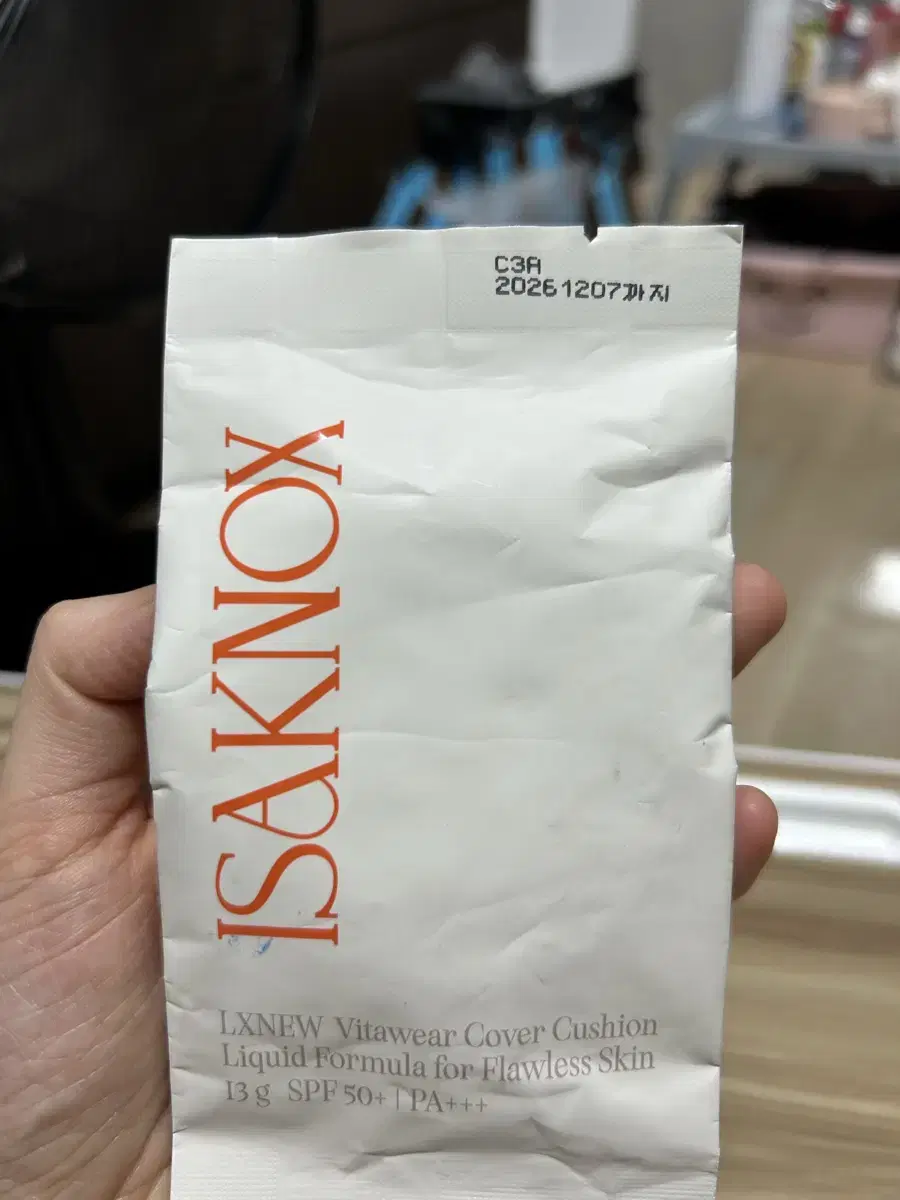 C3A
20261207까지
ISAKNOX
LXNEW Vitawear Cover Cushion
Liquid Formula for Flawless Skin
13 g SPF 50+ | PA+++